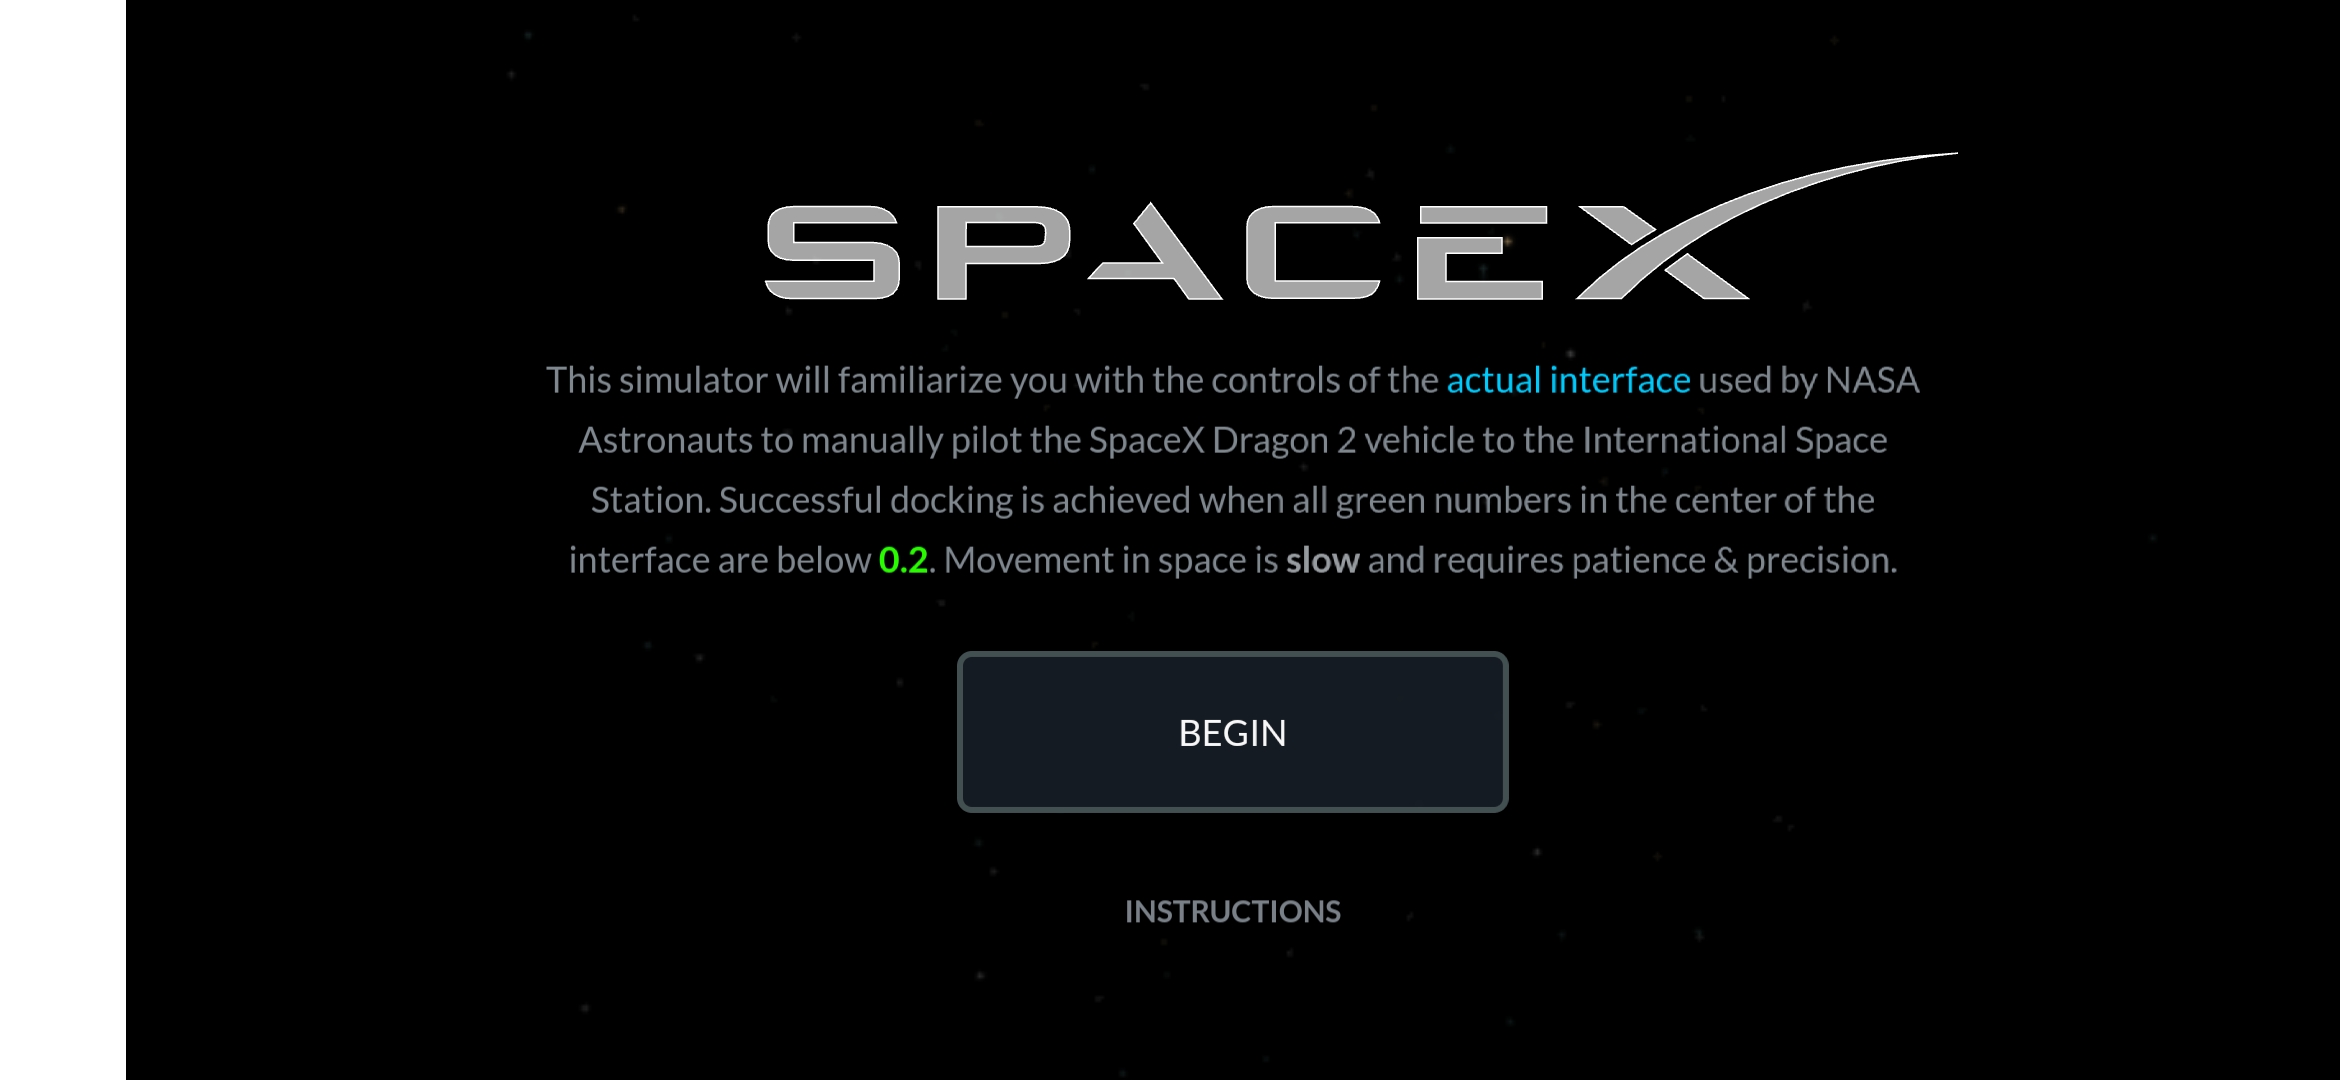 SPACEX
This simulator will familiarize you with the controls of the actual interface used by NASA
Astronauts to manually pilot the SpaceX Dragon 2 vehicle to the International Space
Station. Successful docking is achieved when all green numbers in the center of the
interface are below 0.2. Movement in space is slow and requires patience & precision.
BEGIN
INSTRUCTIONS